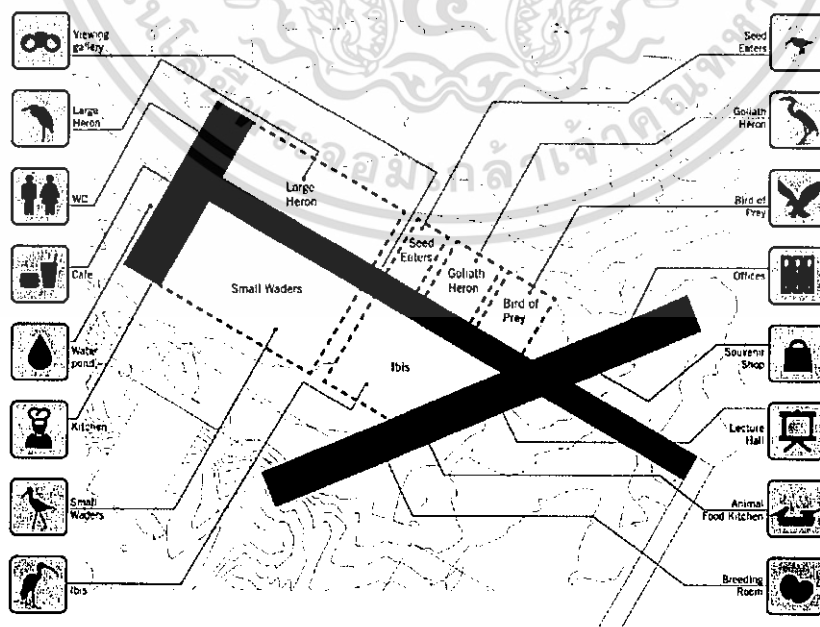 Viewing
gallery
Large
Heron
WC
Cafe
Water
pond
Kitchen
Small
Waders
Ibis
Large
Heron
Seed
Eaters
Goliath
Heron
Bird of
Prey
Small Waders
Ibis
Seed
Eaters
Goliath
Heron
Bird of
Prey
Offices
Souvenir
Shop
Lecture
Hall
Animal
Food Kitchen
Breeding
Room